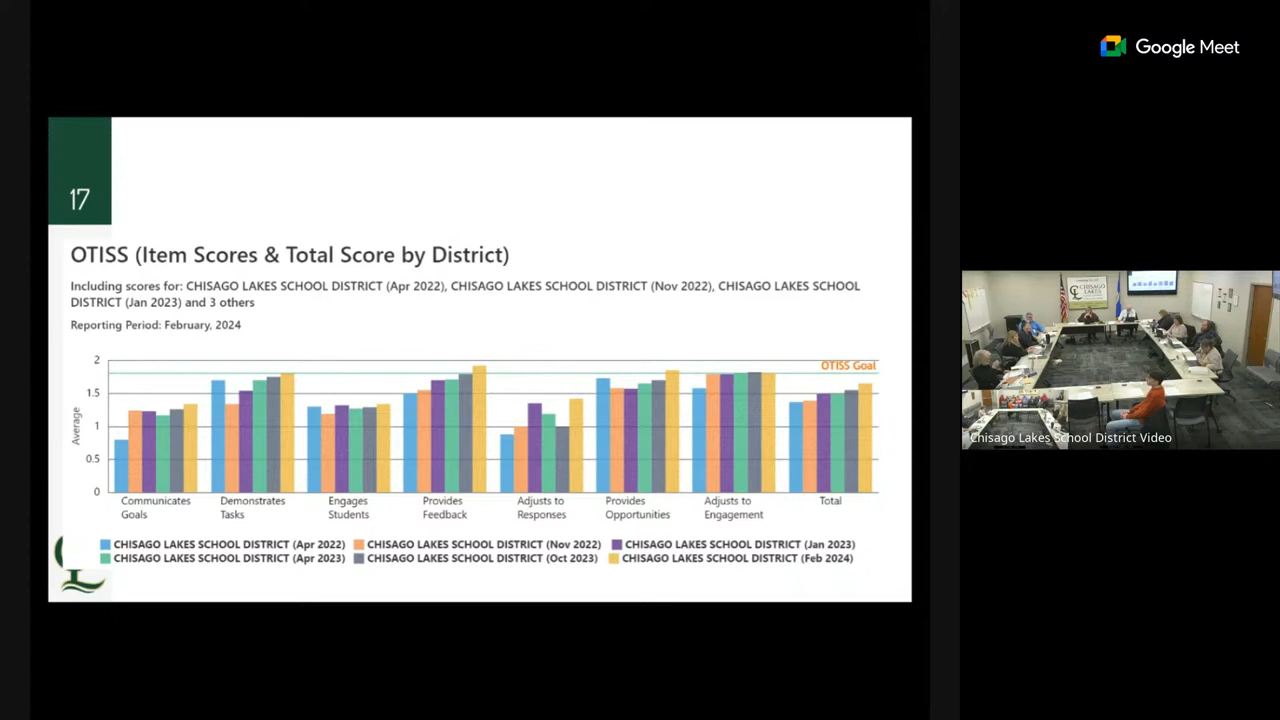 Google Meet
17
OTISS (Item Scores & Total Score by District)
Including scores for: CHISAGO LAKES SCHOOL DISTRICT (Apr 2022), CHISAGO LAKES SCHOOL DISTRICT (Nov 2022), CHISAGO LAKES SCHOOL
DISTRICT (Jan 2023) and 3 others
Reporting Period: February, 2024
OTISS Goal
2
1.5
1
0.5
0
Average
Communicates
Goals
Demonstrates
Tasks
Engages
Students
Provides
Feedback
Adjusts to
Responses
Provides
Opportunities
Adjusts to
Engagement
Total
CHISAGO LAKES SCHOOL DISTRICT (Apr 2022) CHISAGO LAKES SCHOOL DISTRICT (Nov 2022) CHISAGO LAKES SCHOOL DISTRICT (Jan 2023)
CHISAGO LAKES SCHOOL DISTRICT (Apr 2023) CHISAGO LAKES SCHOOL DISTRICT (Oct 2023) CHISAGO LAKES SCHOOL DISTRICT (Feb 2024)
CHISAGO
LAKES
Chisago Lakes School District Video